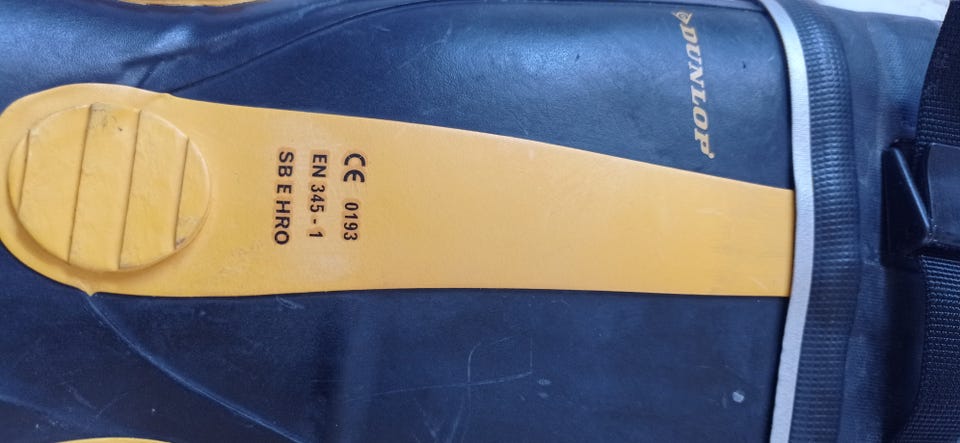 DUNLOP
CE 0193
EN 345 - 1
SB E HRO